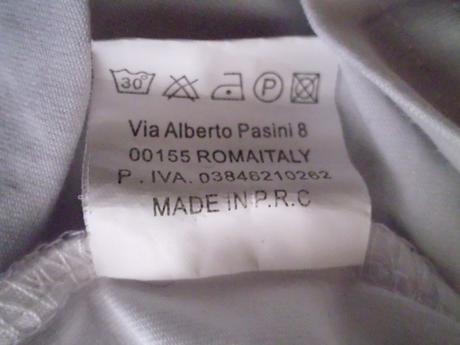 30° P
Via Alberto Pasini 8
00155 ROMAITALY
P. IVA. 03846210262
MADE IN P.R.C